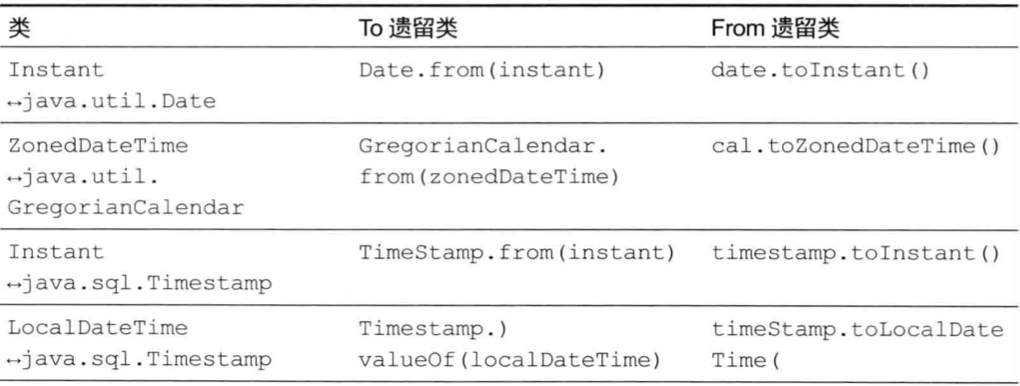 类 To 遗留类 From 遗留类
Instant Date.from(instant) date.toInstant()
↔java.util.Date
ZonedDateTime GregorianCalendar. cal.toZonedDateTime()
↔java.util. from(zonedDateTime)
GregorianCalendar
Instant TimeStamp.from(instant) timestamp.toInstant()
↔java.sql.Timestamp
LocalDateTime Timestamp.) timeStamp.toLocalDate
↔java.sql.Timestamp valueOf(localDateTime) Time(